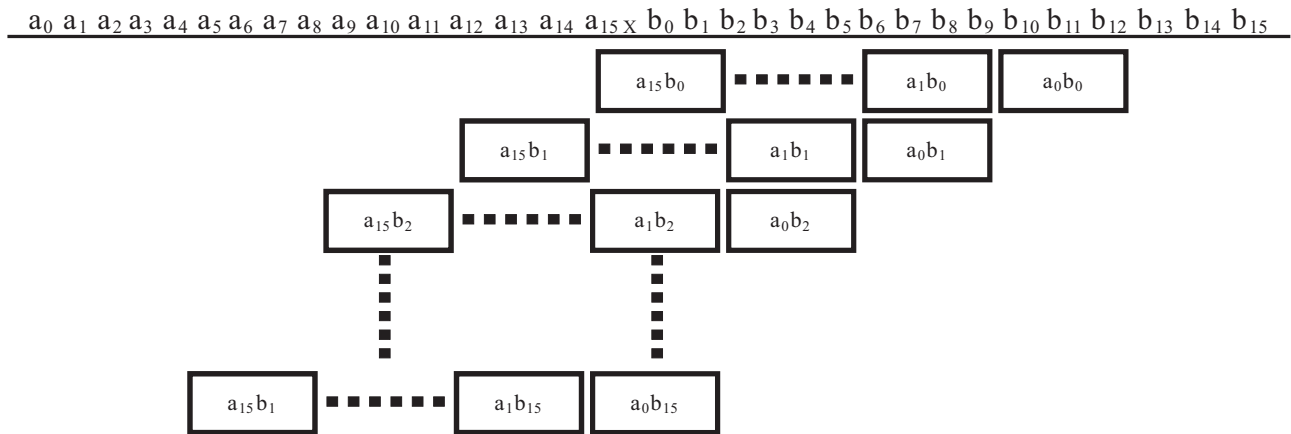 a₀ a₁ a₂ a₃ a₄ a₅ a₆ a₇ a₈ a₉ a₁₀ a₁₁ a₁₂ a₁₃ a₁₄ a₁₅ X b₀ b₁ b₂ b₃ b₄ b₅ b₆ b₇ b₈ b₉ b₁₀ b₁₁ b₁₂ b₁₃ b₁₄ b₁₅
a₁₅b₀ a₁b₀ a₀b₀
a₁₅b₁ a₁b₁ a₀b₁
a₁₅b₂ a₁b₂ a₀b₂
a₁₅b₁ a₁b₁₅ a₀b₁₅